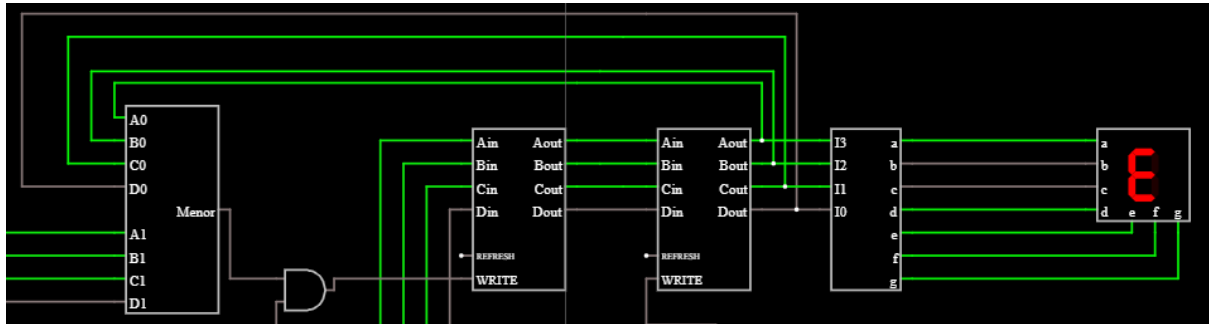 A0
B0
C0
D0
Menor
A1
B1
C1
D1
Ain Aout
Bin Bout
Cin Cout
Din Dout
REFRESH
WRITE
Ain Aout
Bin Bout
Cin Cout
Din Dout
REFRESH
WRITE
I3 a
I2 b
I1 c
I0 d
e
f
g
a
b
c
d e f g
E